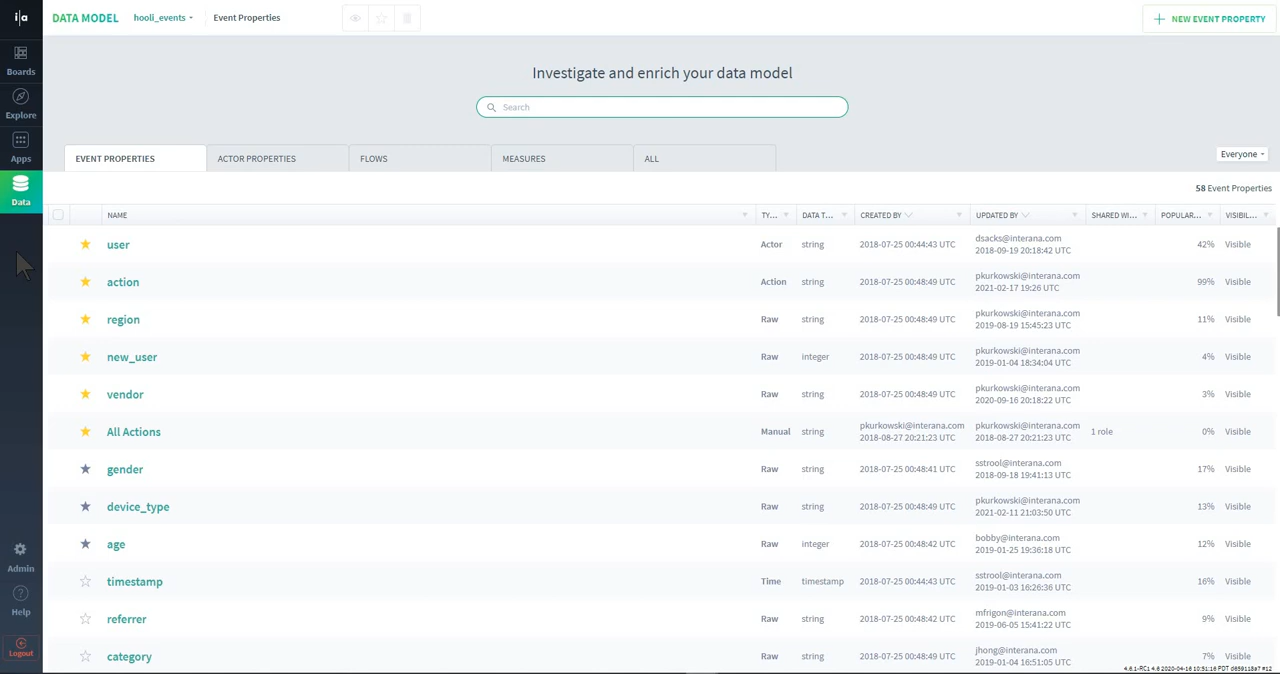 DATA MODEL hooli_events Event Properties NEW EVENT PROPERTY
Boards
Explore
Apps
Data
Admin
Help
Logout
Investigate and enrich your data model
Search
EVENT PROPERTIES ACTOR PROPERTIES FLOWS MEASURES ALL Everyone
58 Event Properties
NAME TY... DATA T... CREATED BY UPDATED BY SHARED WI... POPULAR... VISIBIL...
user Actor string 2018-07-25 00:44:43 UTC dsacks@interana.com 42% Visible
2018-09-19 20:18:42 UTC
action Action string 2018-07-25 00:48:49 UTC pkurkowski@interana.com 99% Visible
2021-02-17 19:26 UTC
region Raw string 2018-07-25 00:48:49 UTC pkurkowski@interana.com 11% Visible
2019-08-19 15:45:23 UTC
new_user Raw integer 2018-07-25 00:48:49 UTC pkurkowski@interana.com 4% Visible
2019-01-04 18:34:04 UTC
vendor Raw string 2018-07-25 00:48:49 UTC pkurkowski@interana.com 3% Visible
2020-09-16 20:18:22 UTC
All Actions Manual string pkurkowski@interana.com pkurkowski@interana.com 1 role 0% Visible
2018-08-27 20:21:23 UTC 2018-08-27 20:21:23 UTC
gender Raw string 2018-07-25 00:48:41 UTC sstrool@interana.com 17% Visible
2018-09-18 19:41:13 UTC
device_type Raw string 2018-07-25 00:48:49 UTC pkurkowski@interana.com 13% Visible
2021-02-11 21:03:50 UTC
age Raw integer 2018-07-25 00:48:42 UTC bobby@interana.com 12% Visible
2019-01-25 19:36:18 UTC
timestamp Time timestamp 2018-07-25 00:44:43 UTC sstrool@interana.com 16% Visible
2019-01-03 16:26:36 UTC
referrer Raw string 2018-07-25 00:48:42 UTC mfrigon@interana.com 9% Visible
2019-06-05 15:41:22 UTC
category Raw string 2018-07-25 00:48:49 UTC jhong@interana.com 7% Visible
2019-01-04 16:51:05 UTC
4.6.1-RC1 4.6 2020-04-16 10:51:16 PDT d659118a7 #12